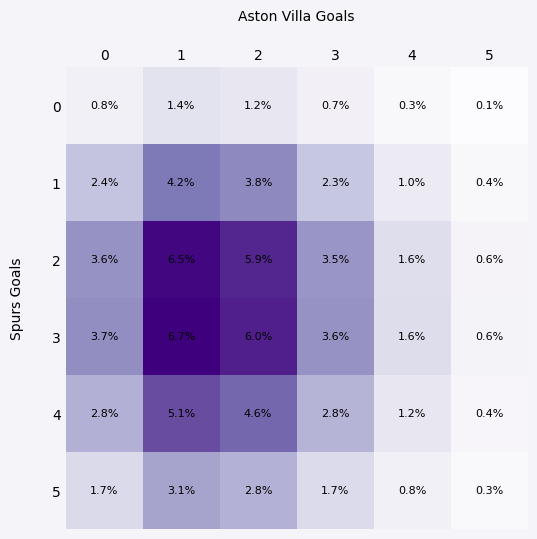 Aston Villa Goals
0 1 2 3 4 5
0 0.8% 1.4% 1.2% 0.7% 0.3% 0.1%
1 2.4% 4.2% 3.8% 2.3% 1.0% 0.4%
2 3.6% 6.5% 5.9% 3.5% 1.6% 0.6%
Spurs Goals
3 3.7% 6.7% 6.0% 3.6% 1.6% 0.6%
4 2.8% 5.1% 4.6% 2.8% 1.2% 0.4%
5 1.7% 3.1% 2.8% 1.7% 0.8% 0.3%